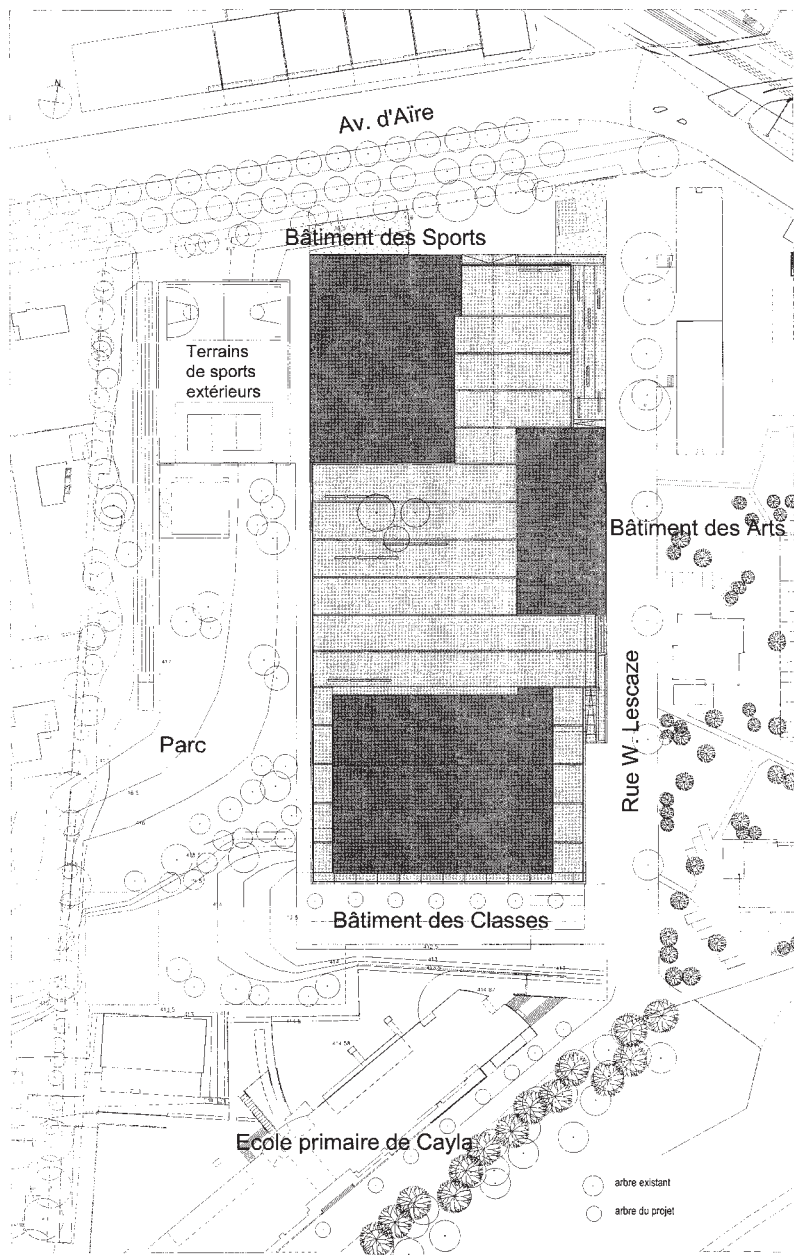 N
Av. d'Aïre
Bâtiment des Sports
Terrains
de sports
extérieurs
Bâtiment des Arts
Rue W. Lescaze
Parc
Bâtiment des Classes
Ecole primaire de Cayla
arbre existant
arbre du projet